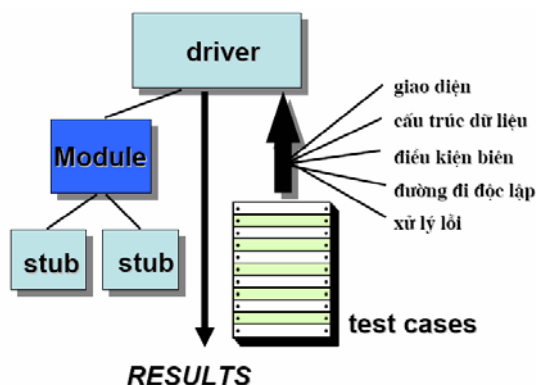 driver
giao diện
cấu trúc dữ liệu
Module
điều kiện biên
đường đi độc lập
xử lý lỗi
stub
stub
test cases
RESULTS